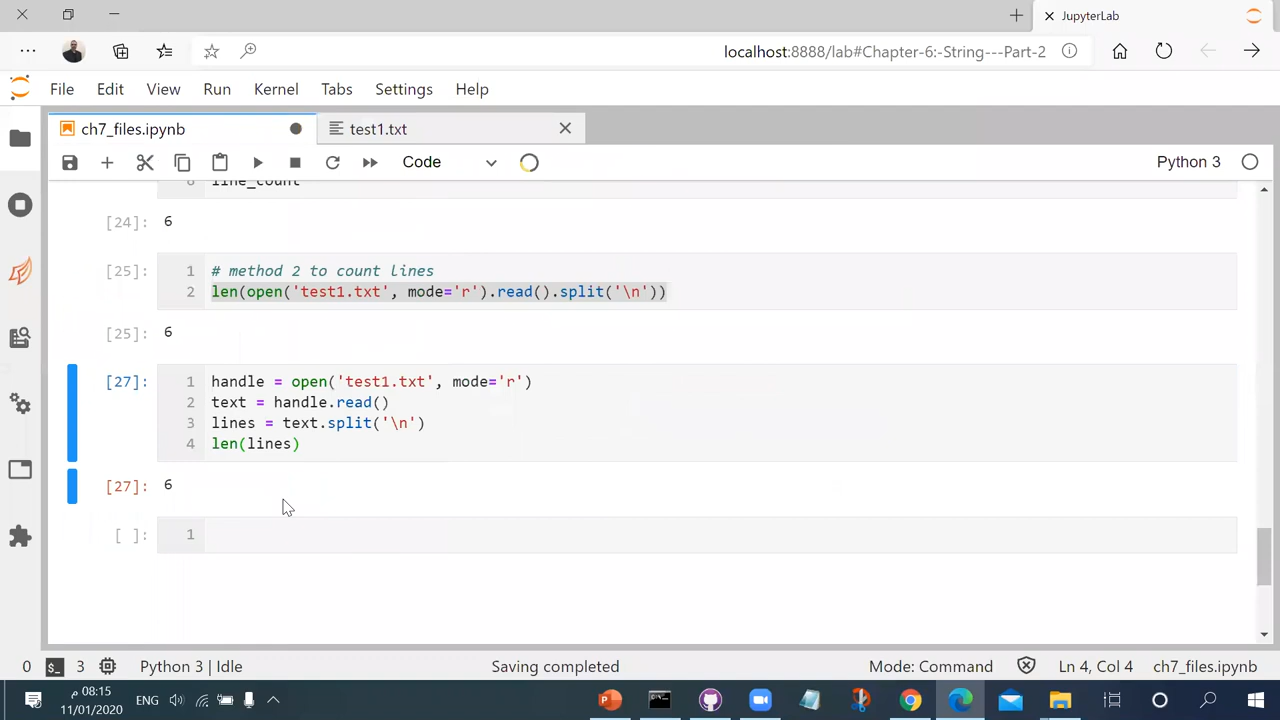 JupyterLab
localhost:8888/lab#Chapter-6:-String---Part-2
File Edit View Run Kernel Tabs Settings Help
ch7_files.ipynb test1.txt
Code Python 3
6 line_count
[24]: 6
[25]: 1 # method 2 to count lines
2 len(open('test1.txt', mode='r').read().split('\n'))
[25]: 6
[27]: 1 handle = open('test1.txt', mode='r')
2 text = handle.read()
3 lines = text.split('\n')
4 len(lines)
[27]: 6
[ ]: 1
0 3 Python 3 | Idle Saving completed Mode: Command Ln 4, Col 4 ch7_files.ipynb
08:15 م ENG
11/01/2020